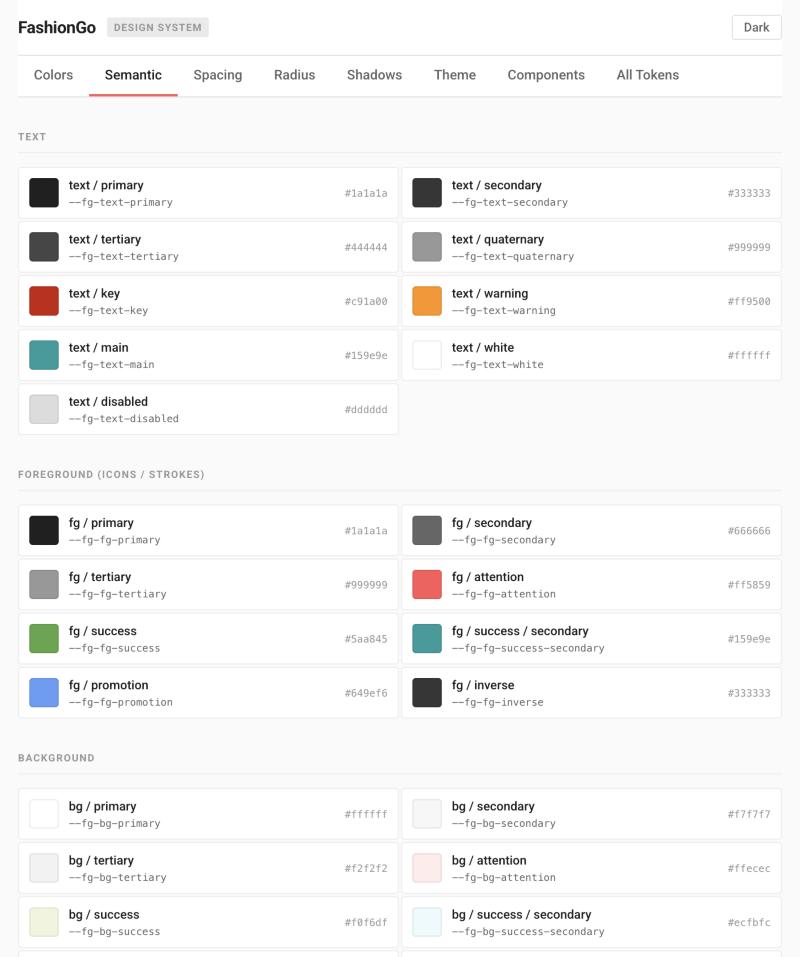 FashionGo DESIGN SYSTEM Dark
Colors Semantic Spacing Radius Shadows Theme Components All Tokens
TEXT
text / primary
--fg-text-primary
#1a1a1a
text / secondary
--fg-text-secondary
#333333
text / tertiary
--fg-text-tertiary
#444444
text / quaternary
--fg-text-quaternary
#999999
text / key
--fg-text-key
#c91a00
text / warning
--fg-text-warning
#ff9500
text / main
--fg-text-main
#159e9e
text / white
--fg-text-white
#ffffff
text / disabled
--fg-text-disabled
#dddddd
FOREGROUND (ICONS / STROKES)
fg / primary
--fg-fg-primary
#1a1a1a
fg / secondary
--fg-fg-secondary
#666666
fg / tertiary
--fg-fg-tertiary
#999999
fg / attention
--fg-fg-attention
#ff5859
fg / success
--fg-fg-success
#5aa845
fg / success / secondary
--fg-fg-success-secondary
#159e9e
fg / promotion
--fg-fg-promotion
#649ef6
fg / inverse
--fg-fg-inverse
#333333
BACKGROUND
bg / primary
--fg-bg-primary
#ffffff
bg / secondary
--fg-bg-secondary
#f7f7f7
bg / tertiary
--fg-bg-tertiary
#f2f2f2
bg / attention
--fg-bg-attention
#ffecec
bg / success
--fg-bg-success
#f0f6df
bg / success / secondary
--fg-bg-success-secondary
#ecfbfc